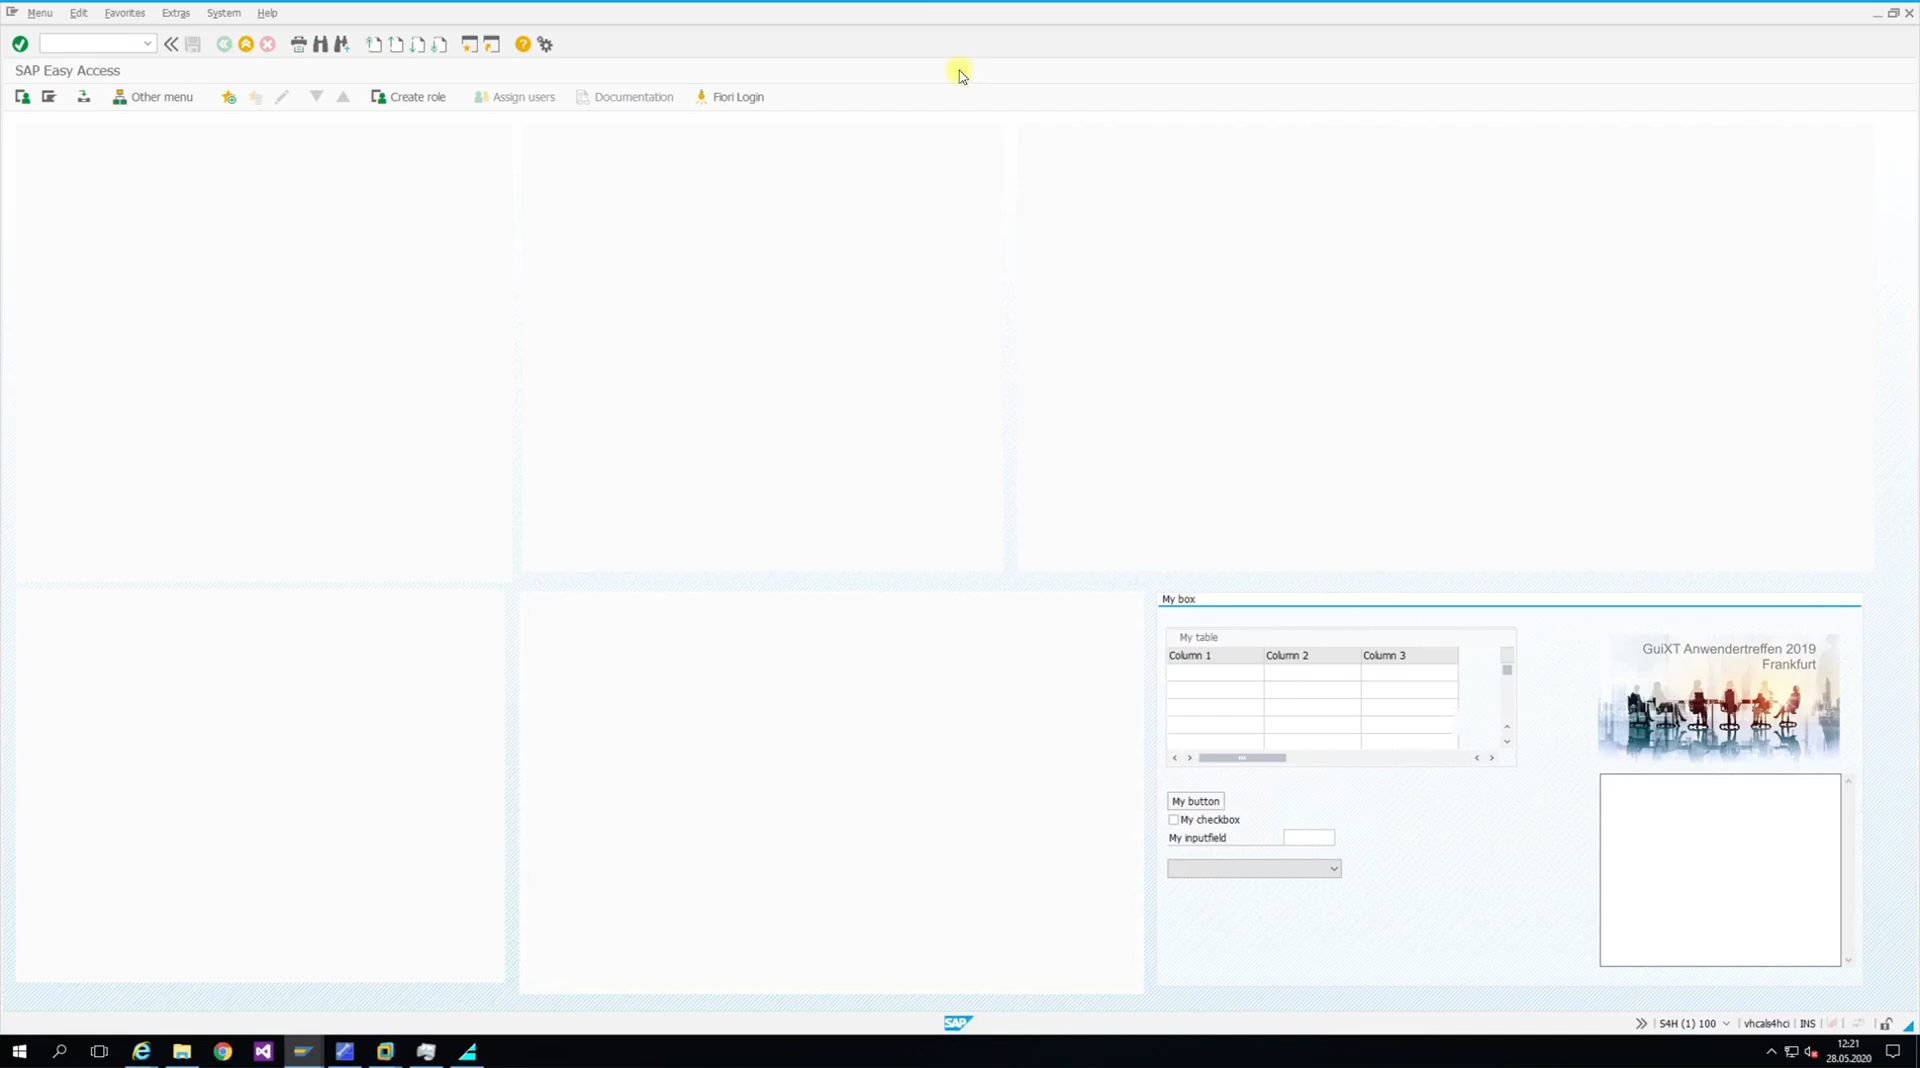 Menu Edit Favorites Extras System Help
SAP Easy Access
Other menu Create role Assign users Documentation Fiori Login
My box
My table
Column 1 Column 2 Column 3
GuiXT Anwendertreffen 2019
Frankfurt
My button
My checkbox
My inputfield
SAP
S4H (1) 100 vhcals4hci INS
12:21
28.05.2020